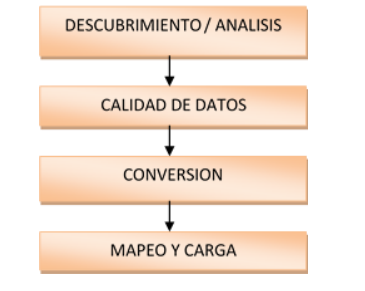 DESCUBRIMIENTO / ANALISIS
CALIDAD DE DATOS
CONVERSION
MAPEO Y CARGA